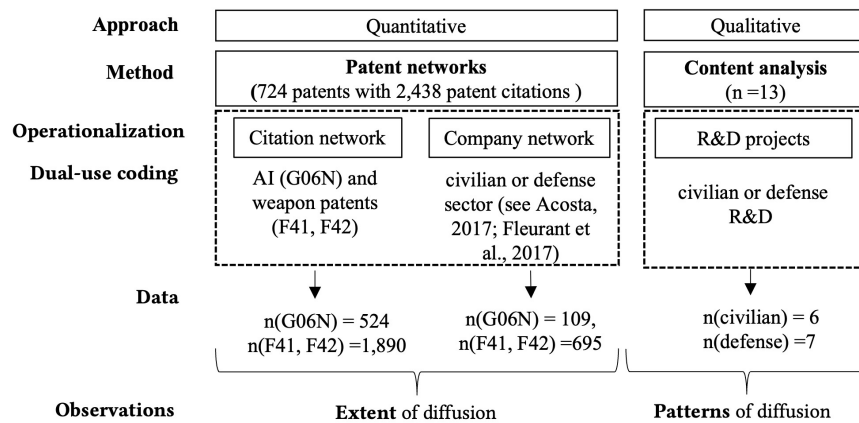 Approach
Quantitative
Qualitative
Method
Patent networks
(724 patents with 2,438 patent citations )
Content analysis
(n =13)
Operationalization
Citation network
Company network
R&D projects
Dual-use coding
AI (G06N) and
weapon patents
(F41, F42)
civilian or defense
sector (see Acosta,
2017; Fleurant et
al., 2017)
civilian or defense
R&D
Data
n(G06N) = 524
n(F41, F42) =1,890
n(G06N) = 109,
n(F41, F42) =695
n(civilian) = 6
n(defense) =7
Observations
Extent of diffusion
Patterns of diffusion